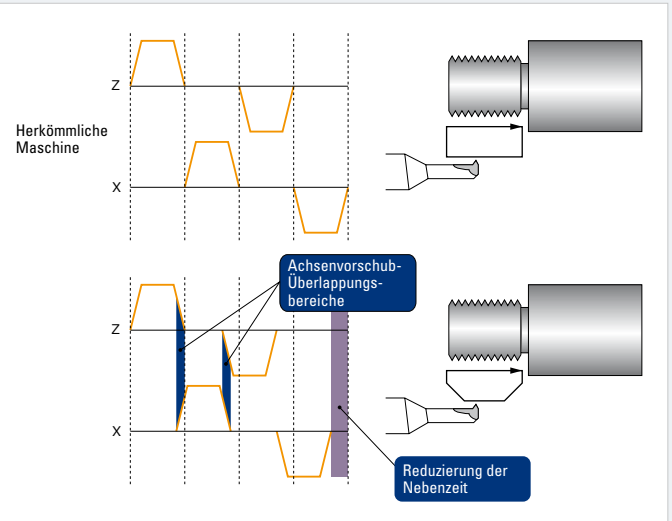 Z
Herkömmliche
Maschine
X
Achsenvorschub-
Überlappungs-
bereiche
Z
X
Reduzierung der
Nebenzeit